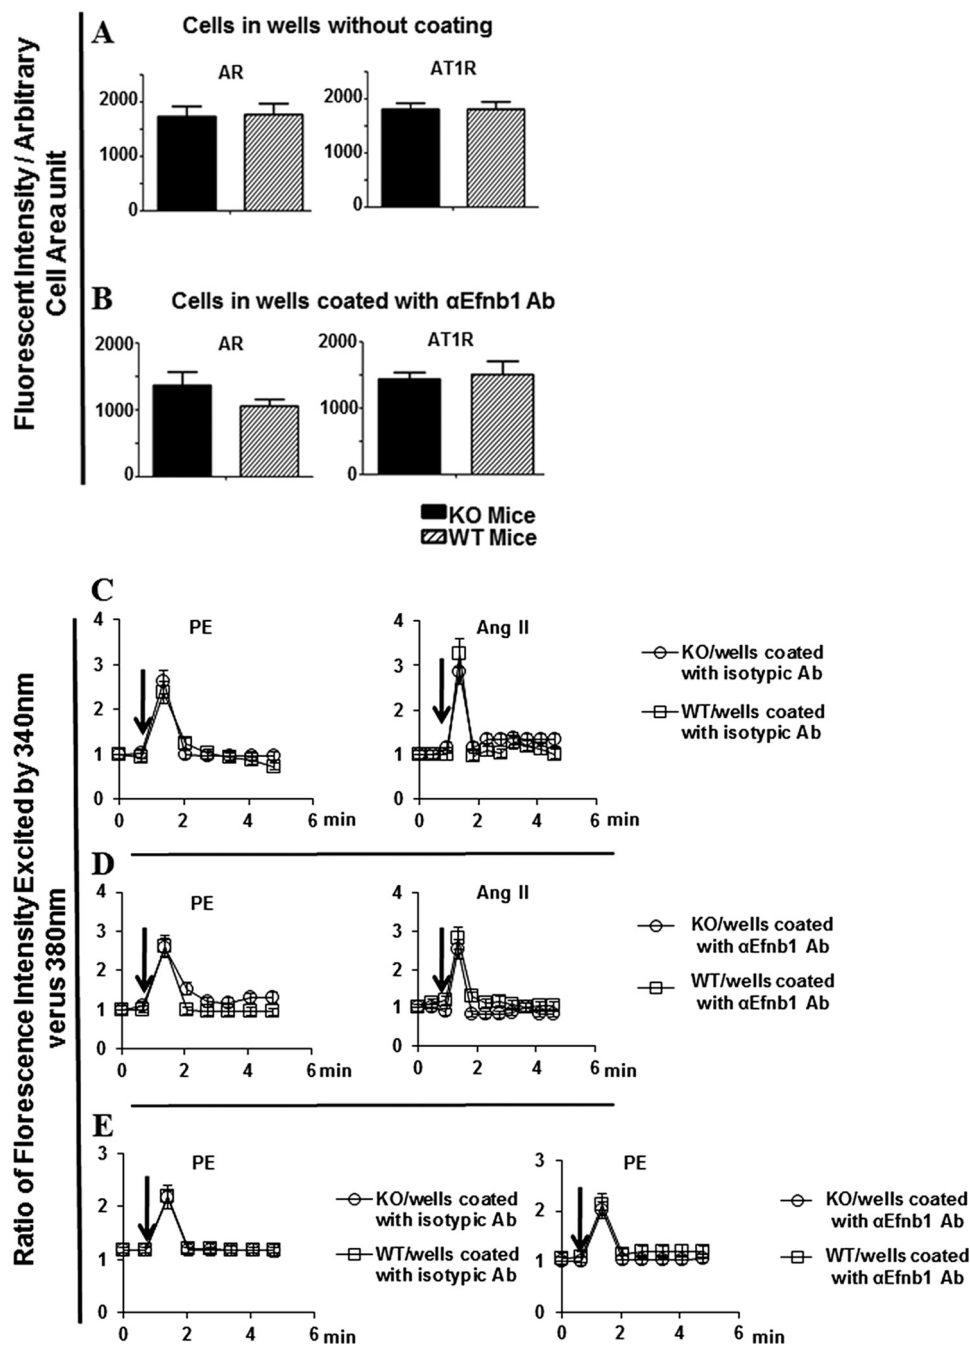 Fluorescent Intensity / Arbitrary
Cell Area unit
A
Cells in wells without coating
AR
2000
1000
0
AT1R
2000
1000
0
B
Cells in wells coated with αEfnb1 Ab
AR
2000
1000
0
AT1R
2000
1000
0
KO Mice
WT Mice
Ratio of Florescence Intensity Excited by 340nm
verus 380nm
C
PE
4
3
2
1
0
0 2 4 6 min
Ang II
4
3
2
1
0
0 2 4 6 min
KO/wells coated
with isotypic Ab
WT/wells coated
with isotypic Ab
D
PE
4
3
2
1
0
0 2 4 6 min
Ang II
4
3
2
1
0
0 2 4 6 min
KO/wells coated
with αEfnb1 Ab
WT/wells coated
with αEfnb1 Ab
E
PE
3
2
1
0
0 2 4 6 min
KO/wells coated
with isotypic Ab
WT/wells coated
with isotypic Ab
PE
3
2
1
0
0 2 4 6 min
KO/wells coated
with αEfnb1 Ab
WT/wells coated
with αEfnb1 Ab